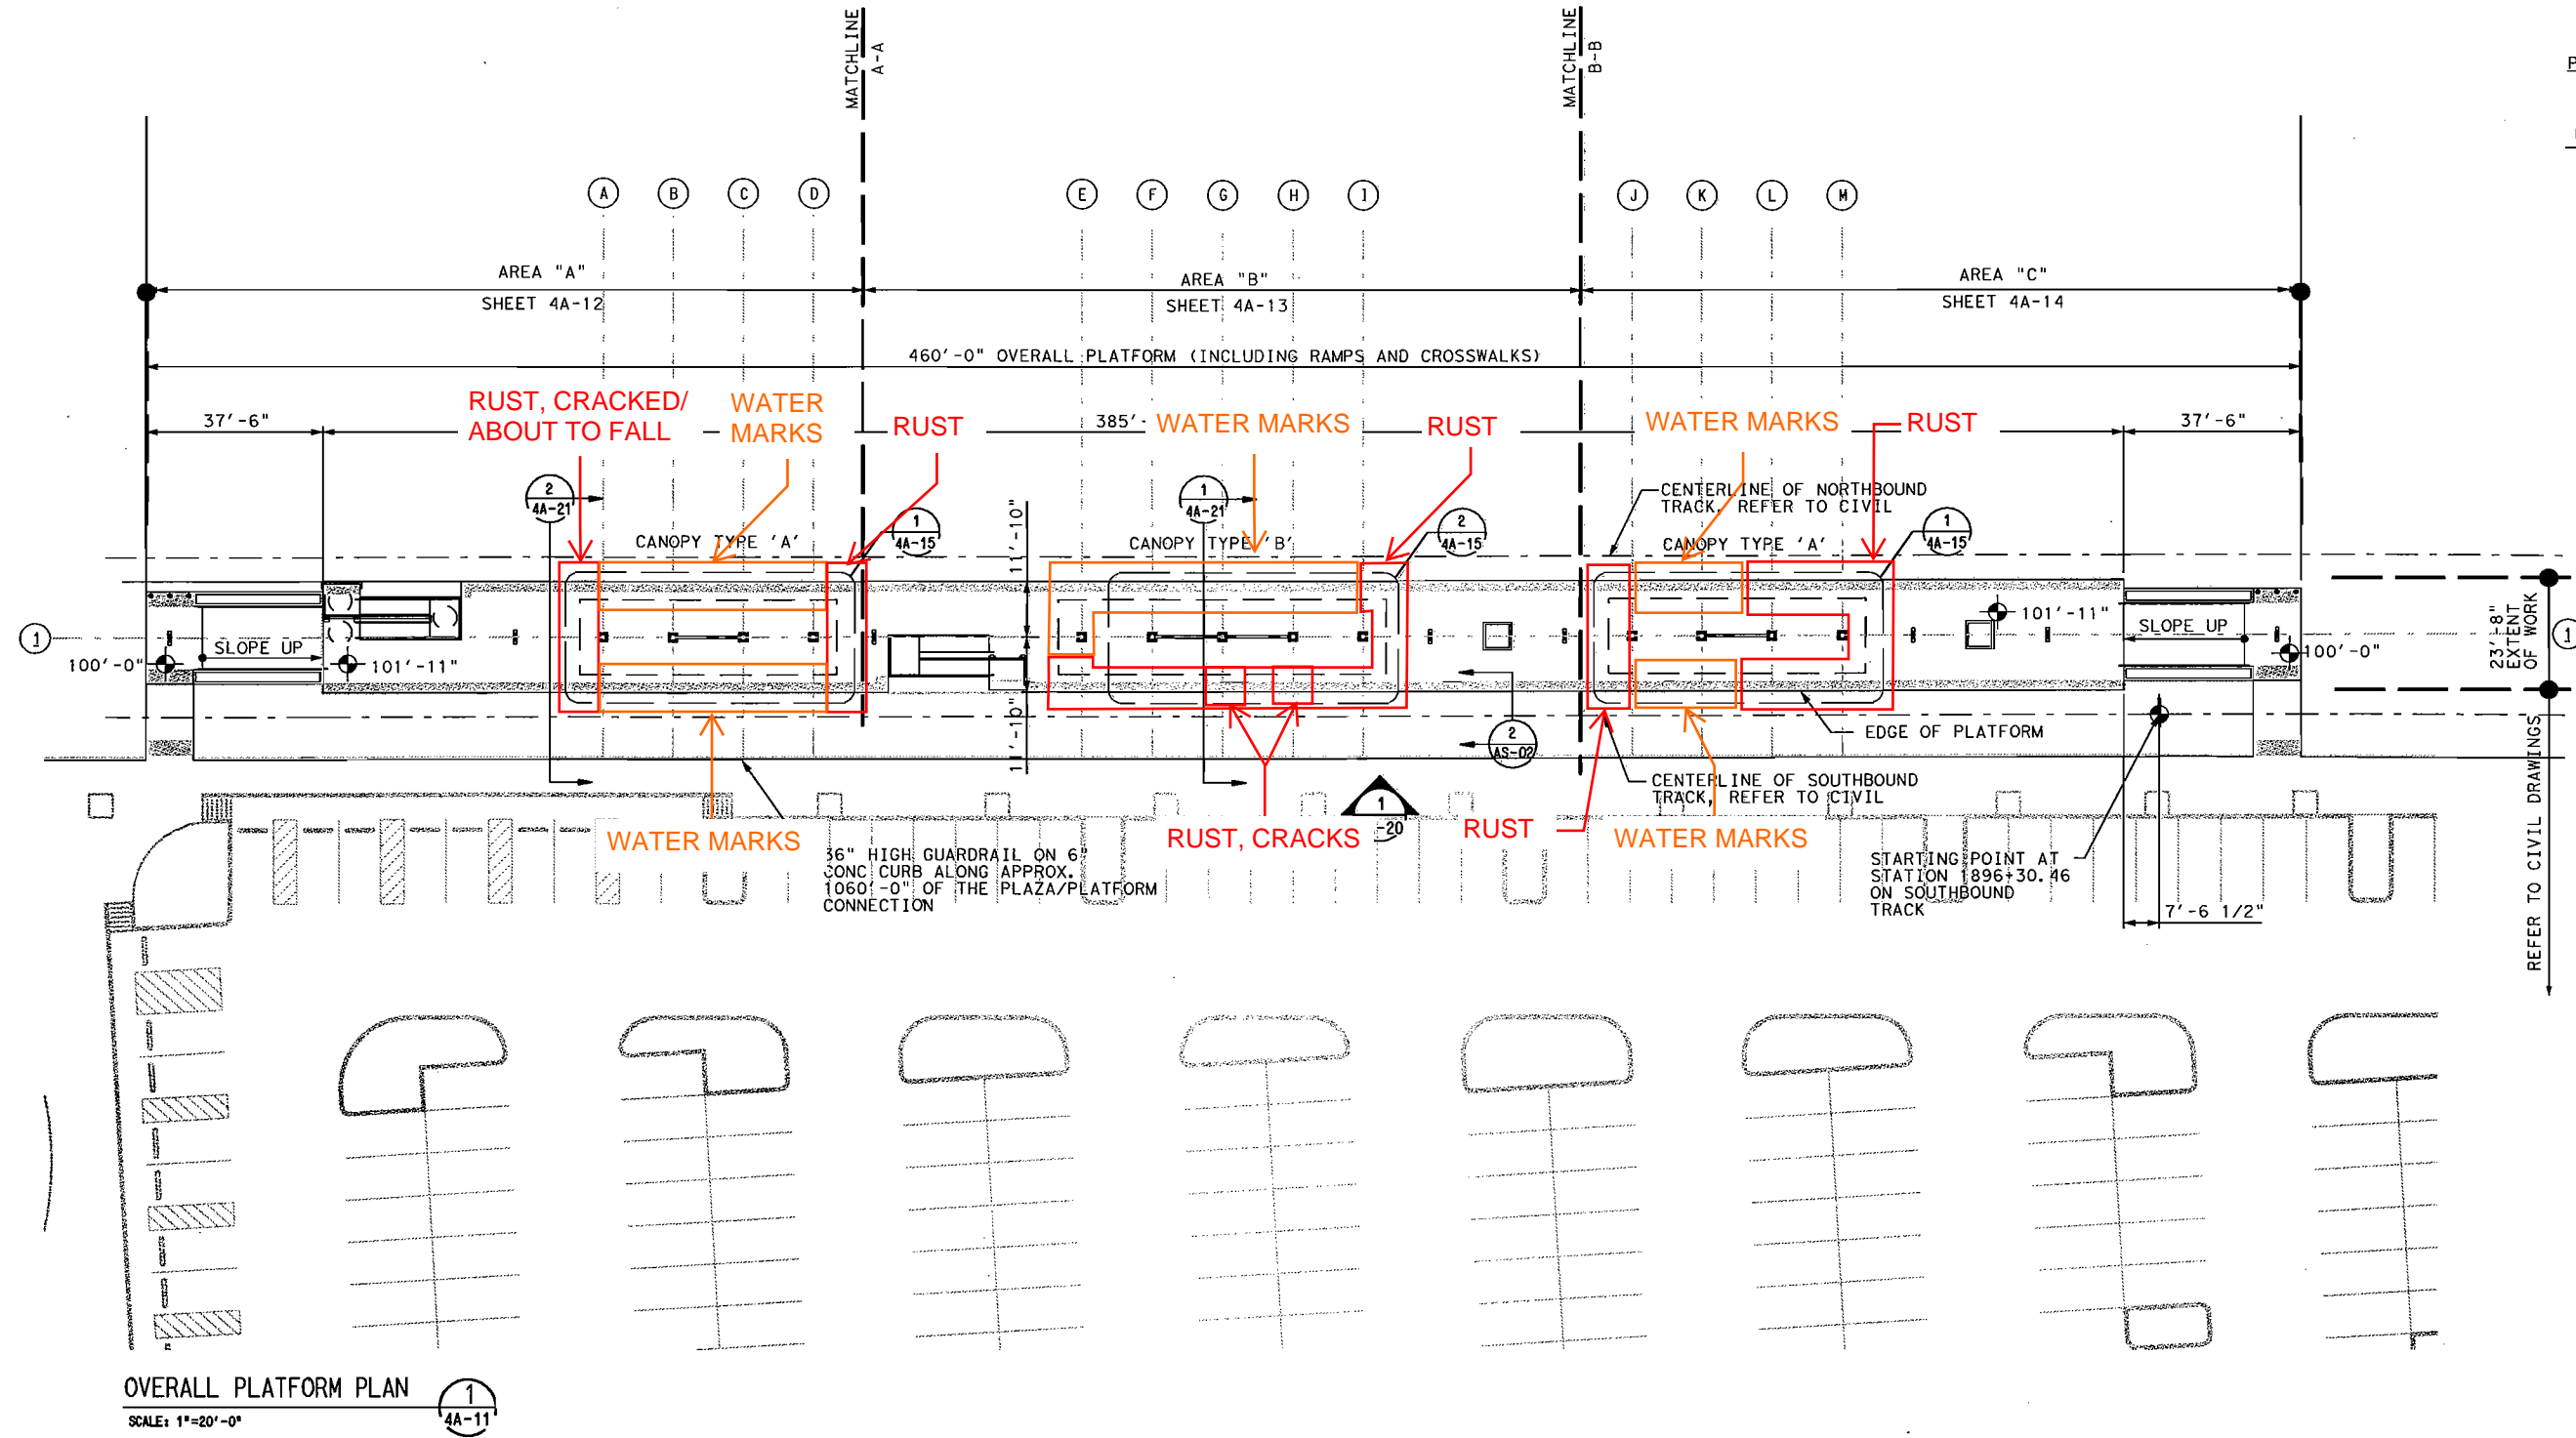 MATCHLINE
A-A
MATCHLINE
B-B
A
B
C
D
E
F
G
H
I
J
K
L
M
AREA "A"
SHEET 4A-12
AREA "B"
SHEET 4A-13
AREA "C"
SHEET 4A-14
460'-0" OVERALL PLATFORM (INCLUDING RAMPS AND CROSSWALKS)
37'-6"
RUST, CRACKED/
ABOUT TO FALL
WATER
MARKS
RUST
385'-
WATER MARKS
RUST
WATER MARKS
RUST
37'-6"
2
4A-21
1
4A-21
CENTERLINE OF NORTHBOUND
TRACK, REFER TO CIVIL
CANOPY TYPE 'A'
1
4A-15
11'-10"
CANOPY TYPE 'B'
2
4A-15
CANOPY TYPE 'A'
1
4A-15
1
SLOPE UP
100'-0"
101'-11"
101'-11"
SLOPE UP
100'-0"
23'-8"
EXTENT
OF WORK
1
11'-10"
2
AS-02
EDGE OF PLATFORM
CENTERLINE OF SOUTHBOUND
TRACK, REFER TO CIVIL
1
-20
WATER MARKS
RUST, CRACKS
RUST
WATER MARKS
36" HIGH GUARDRAIL ON 6"
CONC CURB ALONG APPROX.
1060'-0" OF THE PLAZA/PLATFORM
CONNECTION
STARTING POINT AT
STATION 1896+30.46
ON SOUTHBOUND
TRACK
7'-6 1/2"
REFER TO CIVIL DRAWINGS
OVERALL PLATFORM PLAN
SCALE: 1"=20'-0"
1
4A-11